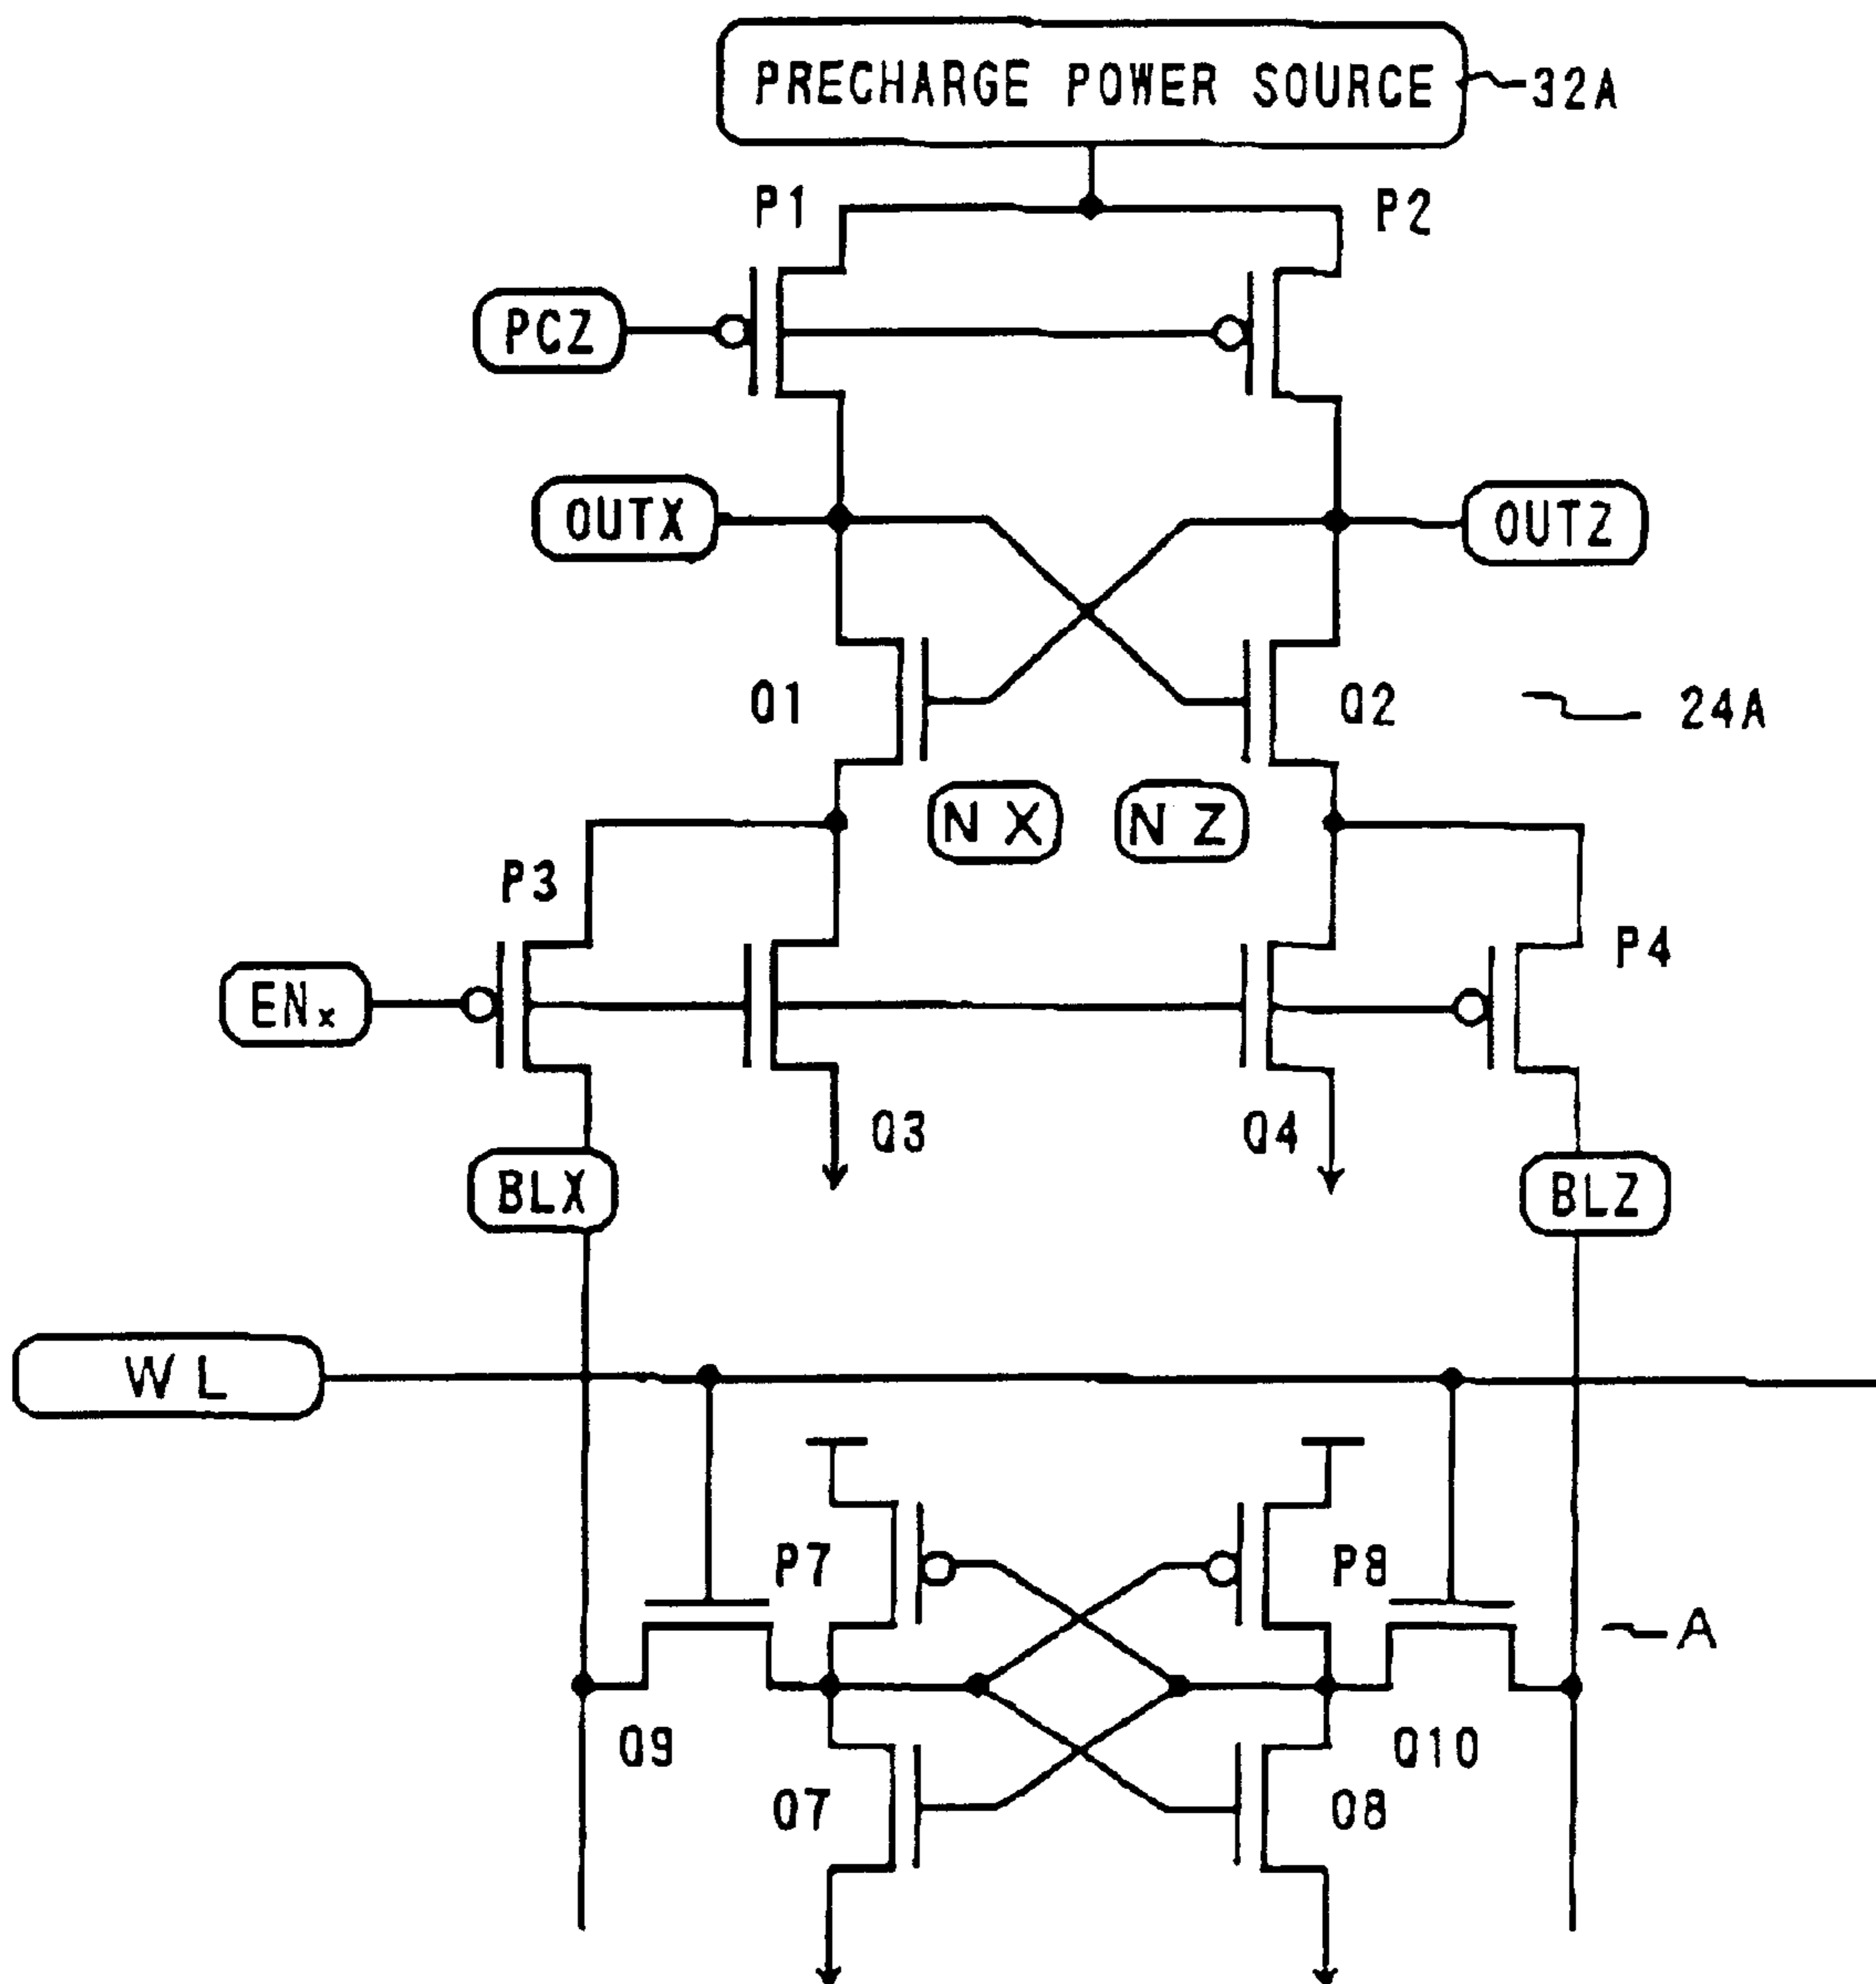 PRECHARGE POWER SOURCE
32A
P1
P2
PCZ
OUTX
OUTZ
Q1
Q2
24A
NX
NZ
P3
P4
ENx
Q3
Q4
BLX
BLZ
WL
P7
P8
A
Q9
Q10
Q7
Q8